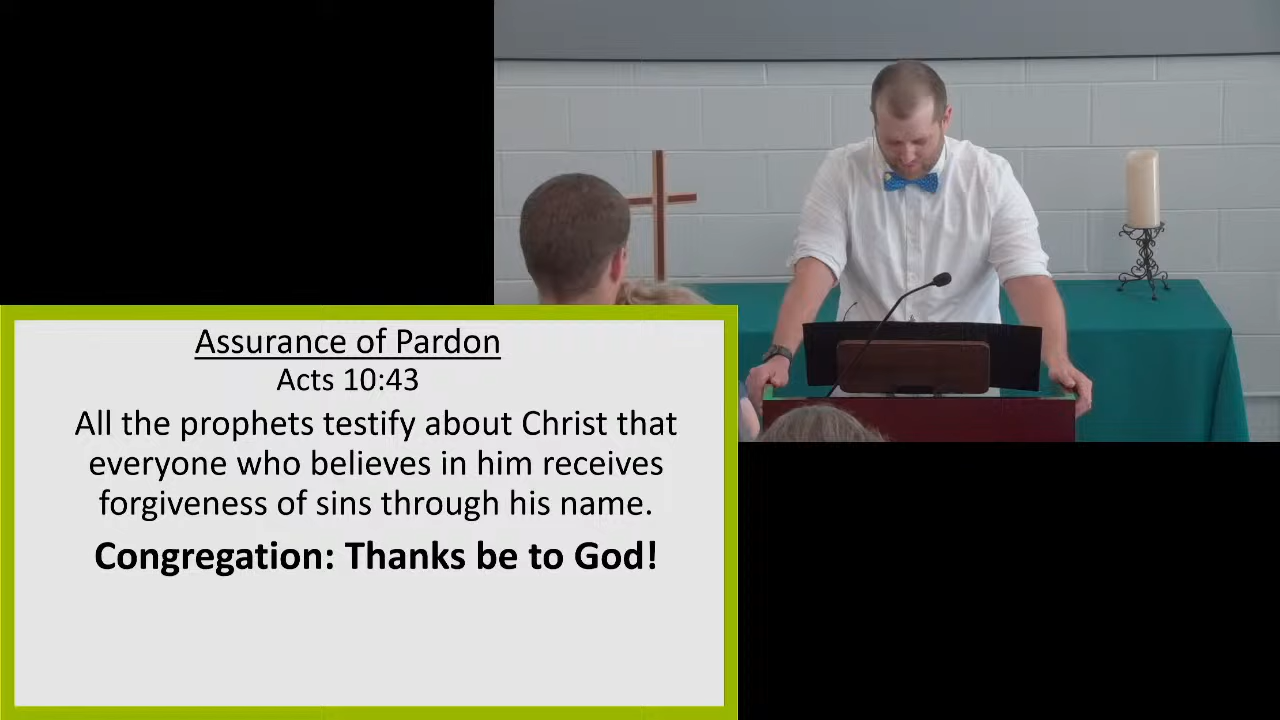 Assurance of Pardon
Acts 10:43
All the prophets testify about Christ that
everyone who believes in him receives
forgiveness of sins through his name.
Congregation: Thanks be to God!